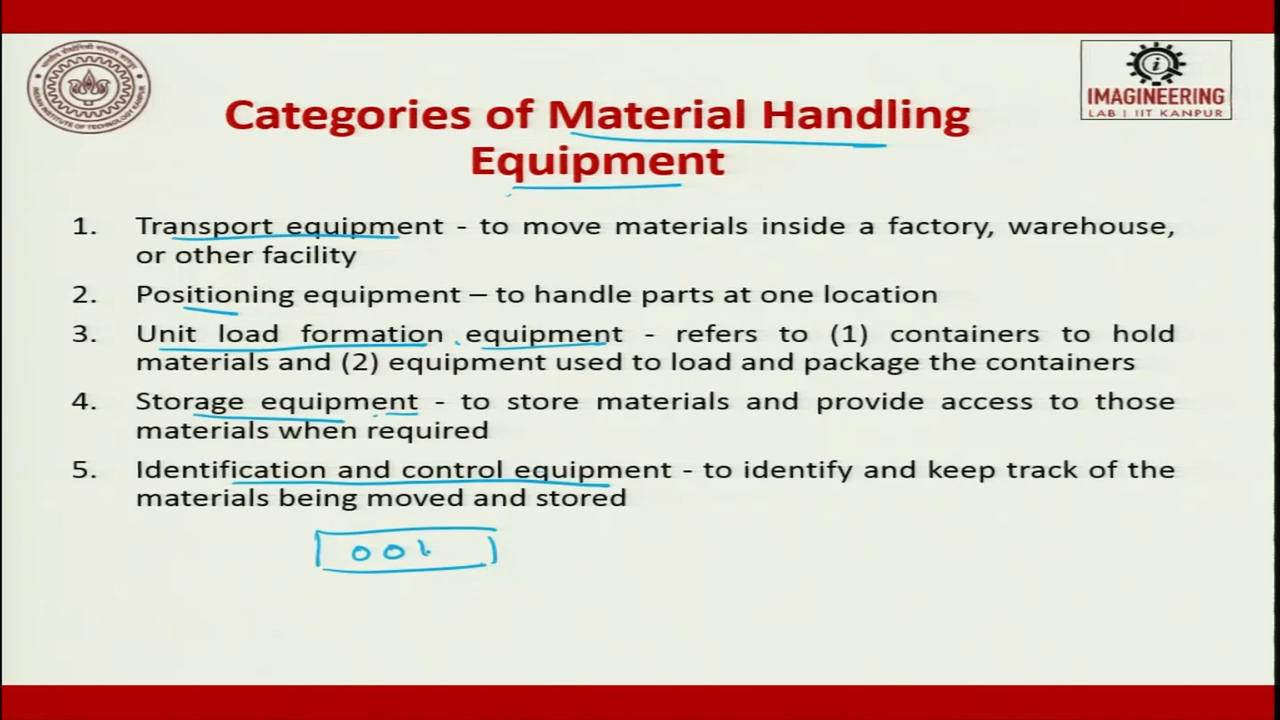 IMAGINEERING
LAB | IIT KANPUR
Categories of Material Handling
Equipment
1. Transport equipment - to move materials inside a factory, warehouse,
or other facility
2. Positioning equipment – to handle parts at one location
3. Unit load formation equipment - refers to (1) containers to hold
materials and (2) equipment used to load and package the containers
4. Storage equipment - to store materials and provide access to those
materials when required
5. Identification and control equipment - to identify and keep track of the
materials being moved and stored
001